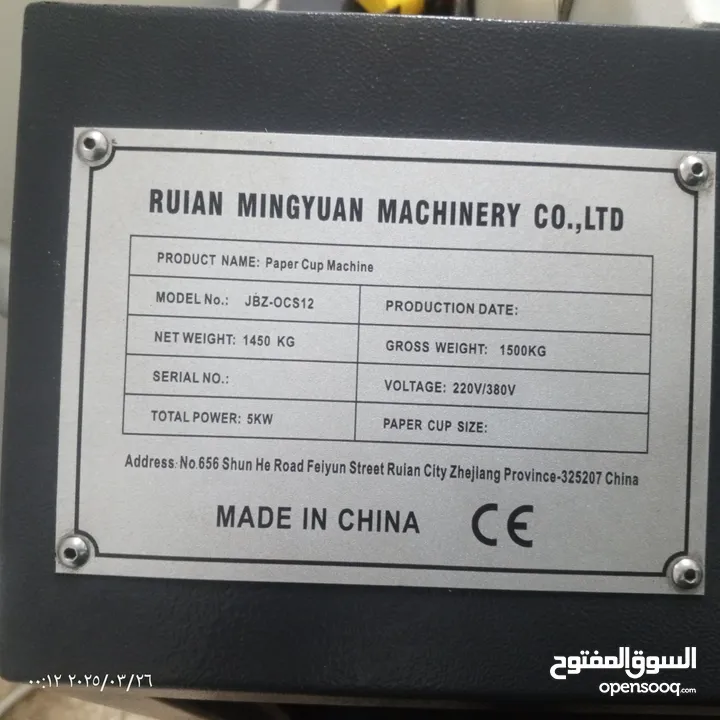 RUIAN MINGYUAN MACHINERY CO.,LTD
PRODUCT NAME: Paper Cup Machine
MODEL No.: JBZ-OCS12
PRODUCTION DATE:
NET WEIGHT: 1450 KG
GROSS WEIGHT: 1500KG
SERIAL NO.:
VOLTAGE: 220V/380V
TOTAL POWER: 5KW
PAPER CUP SIZE:
Address: No.656 Shun He Road Feiyun Street Ruian City Zhejiang Province-325207 China
MADE IN CHINA CE
٠٠:١٢ ٢٠٢٥/٠٣/٢٦
السوق المفتوح
opensooq.com